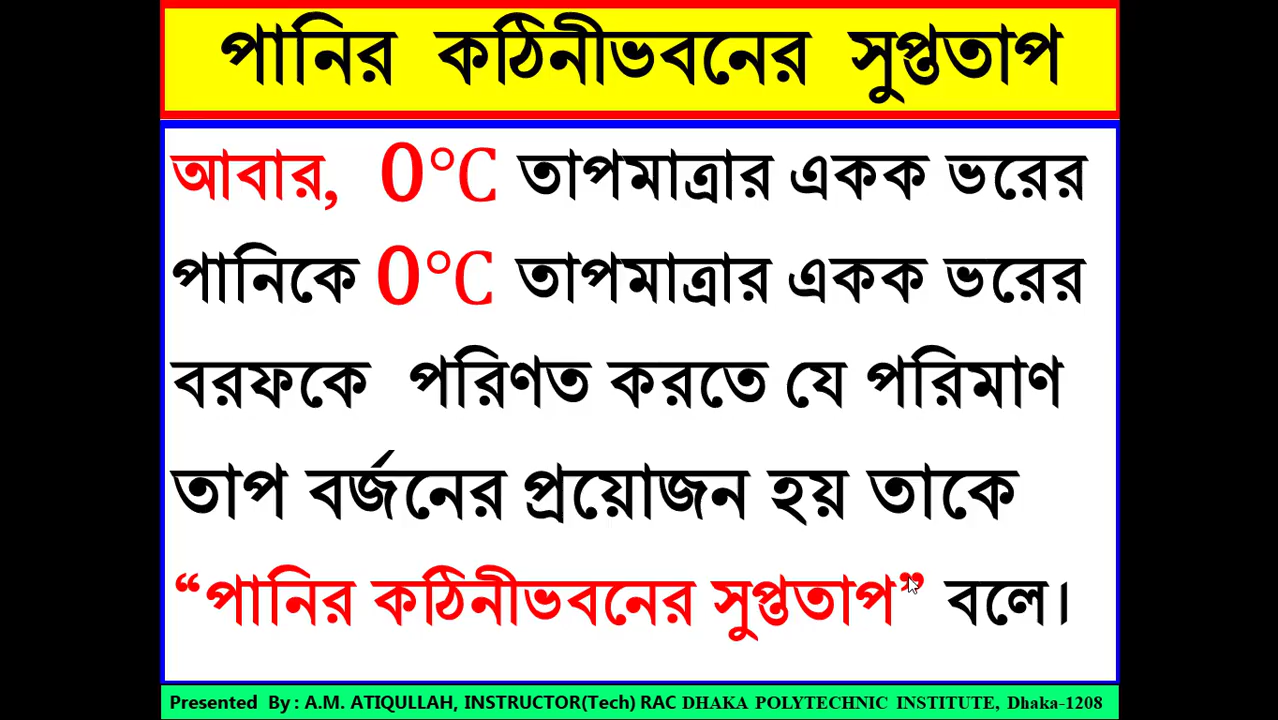 পানির কঠিনীভবনের সুপ্ততাপ
আবার, 0°C তাপমাত্রার একক ভরের
পানিকে 0°C তাপমাত্রার একক ভরের
বরফকে পরিণত করতে যে পরিমাণ
তাপ বর্জনের প্রয়োজন হয় তাকে
“পানির কঠিনীভবনের সুপ্ততাপ” বলে।
Presented By : A.M. ATIQULLAH, INSTRUCTOR(Tech) RAC DHAKA POLYTECHNIC INSTITUTE, Dhaka-1208